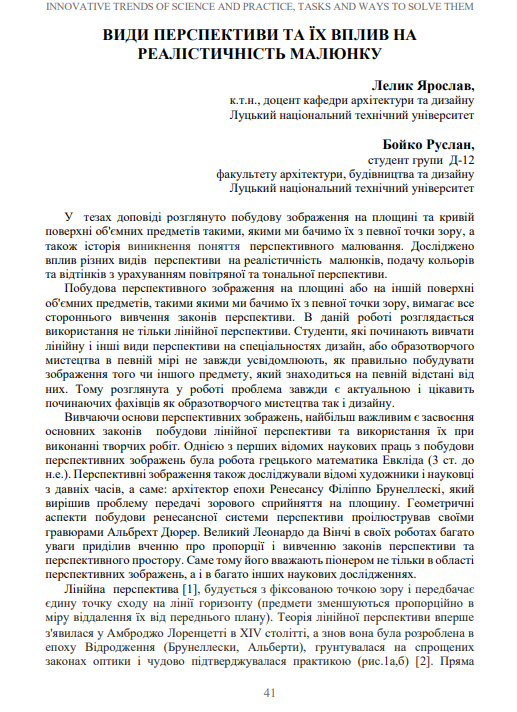 INNOVATIVE TRENDS OF SCIENCE AND PRACTICE, TASKS AND WAYS TO SOLVE THEM
ВИДИ ПЕРСПЕКТИВИ ТА ЇХ ВПЛИВ НА
РЕАЛІСТИЧНІСТЬ МАЛЮНКУ
Лелик Ярослав,
к.т.н., доцент кафедри архітектури та дизайну
Луцький національний технічний університет
Бойко Руслан,
студент групи Д-12
факультету архітектури, будівництва та дизайну
Луцький національний технічний університет
У тезах доповіді розглянуто побудову зображення на площині та кривій
поверхні об'ємних предметів такими, якими ми бачимо їх з певної точки зору, а
також історія виникнення поняття перспективного малювання. Досліджено
вплив різних видів перспективи на реалістичність малюнків, подачу кольорів
та відтінків з урахуванням повітряної та тональної перспективи.
Побудова перспективного зображення на площині або на іншій поверхні
об'ємних предметів, такими якими ми бачимо їх з певної точки зору, вимагає все
стороннього вивчення законів перспективи. В даній роботі розглядається
використання не тільки лінійної перспективи. Студенти, які починають вивчати
лінійну і інші види перспективи на спеціальностях дизайн, або образотворчого
мистецтва в певній мірі не завжди усвідомлюють, як правильно побудувати
зображення того чи іншого предмету, який знаходиться на певній відстані від
них. Тому розглянута у роботі проблема завжди є актуальною і цікавить
починаючих фахівців як образотворчого мистецтва так і дизайну.
Вивчаючи основи перспективних зображень, найбільш важливим є засвоєння
основних законів побудови лінійної перспективи та використання їх при
виконанні творчих робіт. Однією з перших відомих наукових праць з побудови
перспективних зображень була робота грецького математика Евкліда (3 ст. до
н.е.). Перспективні зображення також досліджували відомі художники і науковці
з давніх часів, а саме: архітектор епохи Ренесансу Філіппо Брунеллескі, який
вирішив проблему передачі зорового сприйняття на площину. Геометричні
аспекти побудови ренесансної системи перспективи проілюстрував своїми
гравюрами Альбрехт Дюрер. Великий Леонардо да Вінчі в своїх роботах багато
уваги приділив вченню про пропорції і вивченню законів перспективи та
перспективного простору. Саме тому його вважають піонером не тільки в області
перспективних зображень, а і в багато інших наукових дослідженнях.
Лінійна перспектива [1], будується з фіксованою точкою зору і передбачає
єдину точку сходу на лінії горизонту (предмети зменшуються пропорційно в
міру віддалення їх від переднього плану). Теорія лінійної перспективи вперше
з'явилася у Амброджо Лоренцетті в XIV столітті, а знов вона була розроблена в
епоху Відродження (Брунеллески, Альберти), грунтувалася на спрощених
законах оптики і чудово підтверджувалася практикою (рис.1а,б) [2]. Пряма
41